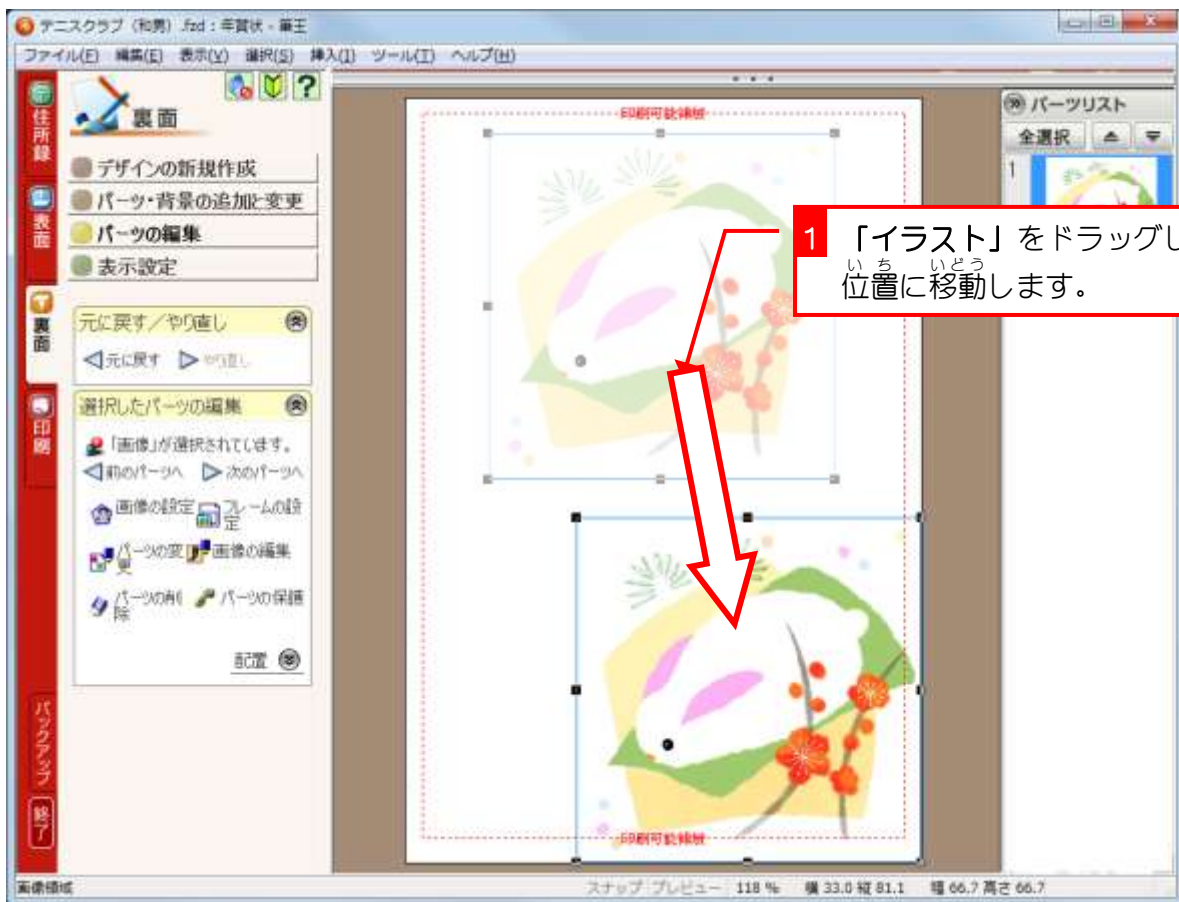 テニスクラブ（和男）.fzd：年賀状 - 筆王
ファイル(F) 編集(E) 表示(V) 選択(S) 挿入(I) ツール(T) ヘルプ(H)
住所録
表面
裏面
印刷
バックアップ
終了
裏面
デザインの新規作成
パーツ・背景の追加と変更
パーツの編集
表示設定
元に戻す／やり直し
元に戻す やり直し
選択したパーツの編集
「画像」が選択されています。
前のパーツへ 次のパーツへ
画像の設定 フレームの設定
パーツの変更 画像の編集
パーツの削除 パーツの保護
配置
印刷可能領域
印刷可能領域
パーツリスト
全選択
1
1 「イラスト」をドラッグし
いち いどう
位置に移動します。
画像領域 スナップ プレビュー 118 % 横 33.0 縦 81.1 幅 66.7 高さ 66.7